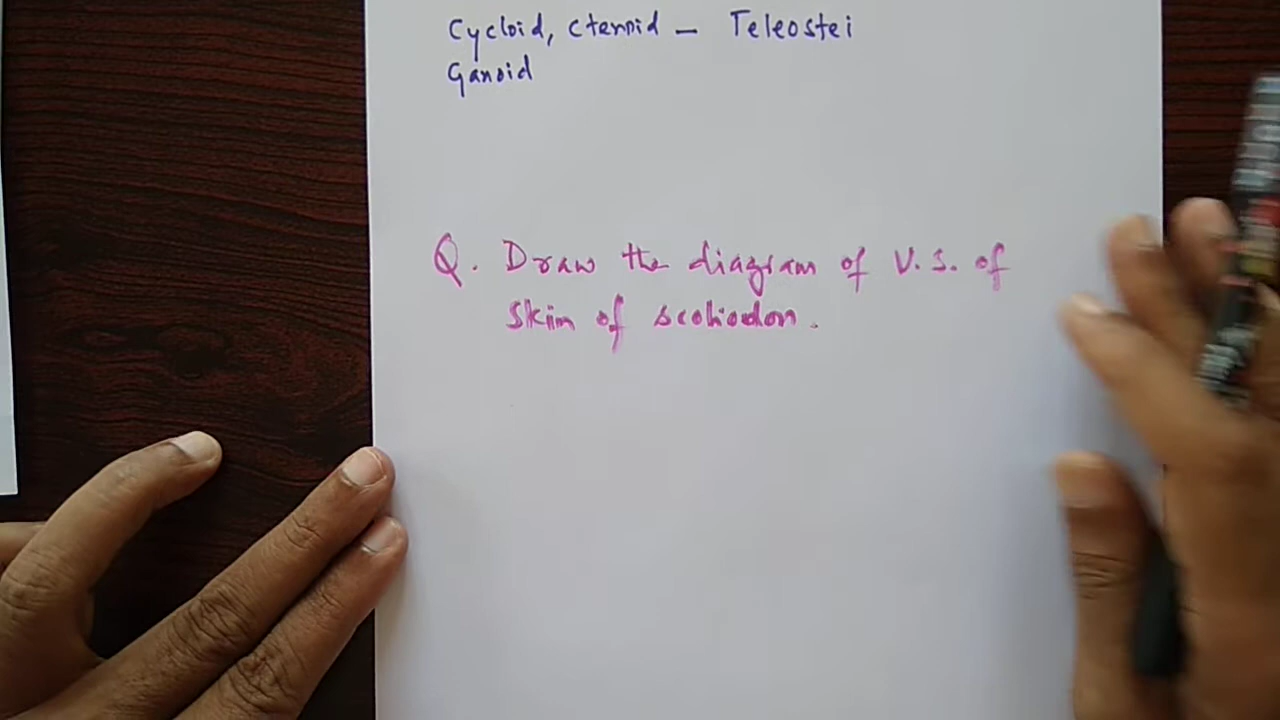 Cycloid, Ctenoid – Teleostei
Ganoid
Q. Draw the diagram of V.S. of
Skin of scoliodon.